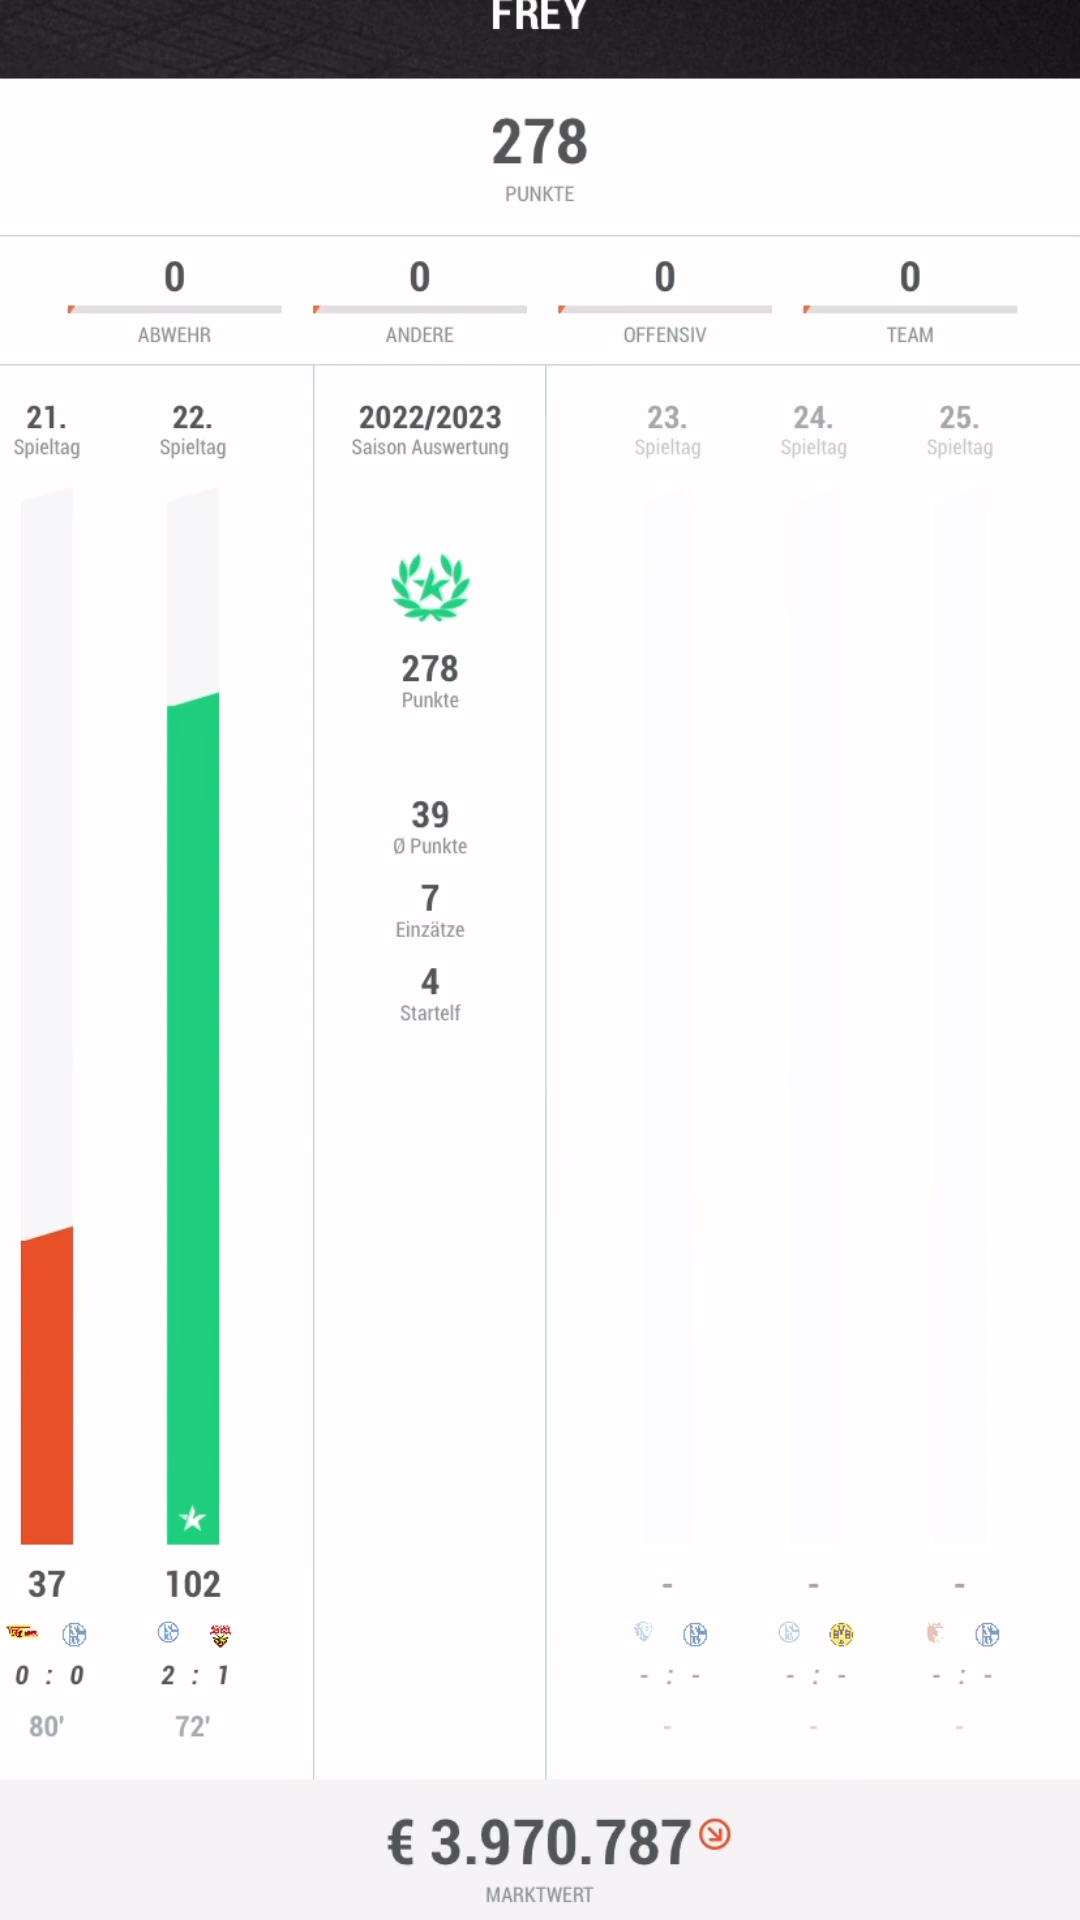 FREY
278
PUNKTE
0 0 0 0
ABWEHR ANDERE OFFENSIV TEAM
21. 22. 2022/2023 23. 24. 25.
Spieltag Spieltag Saison Auswertung Spieltag Spieltag Spieltag
278
Punkte
39
Ø Punkte
7
Einzätze
4
Startelf
37 102 - - -
0 : 0 2 : 1 - : - - : - - : -
80' 72' - - -
€ 3.970.787
MARKTWERT